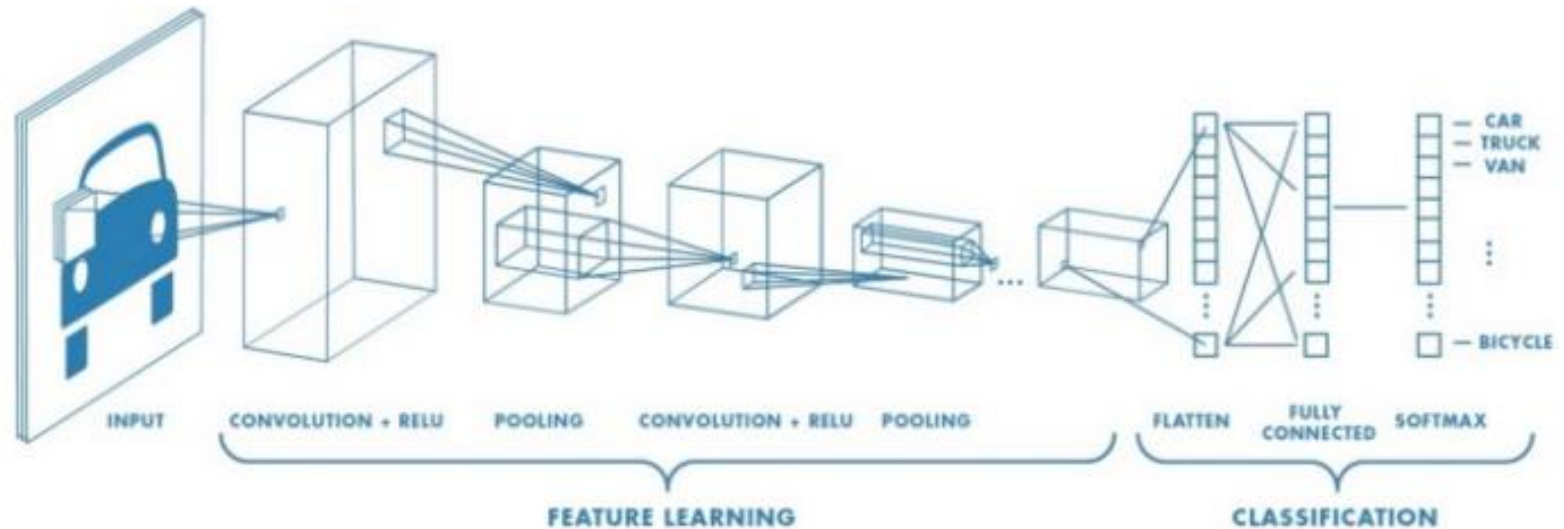 CAR
TRUCK
VAN
BICYCLE
INPUT
CONVOLUTION + RELU
POOLING
CONVOLUTION + RELU
POOLING
FLATTEN
FULLY
CONNECTED
SOFTMAX
FEATURE LEARNING
CLASSIFICATION